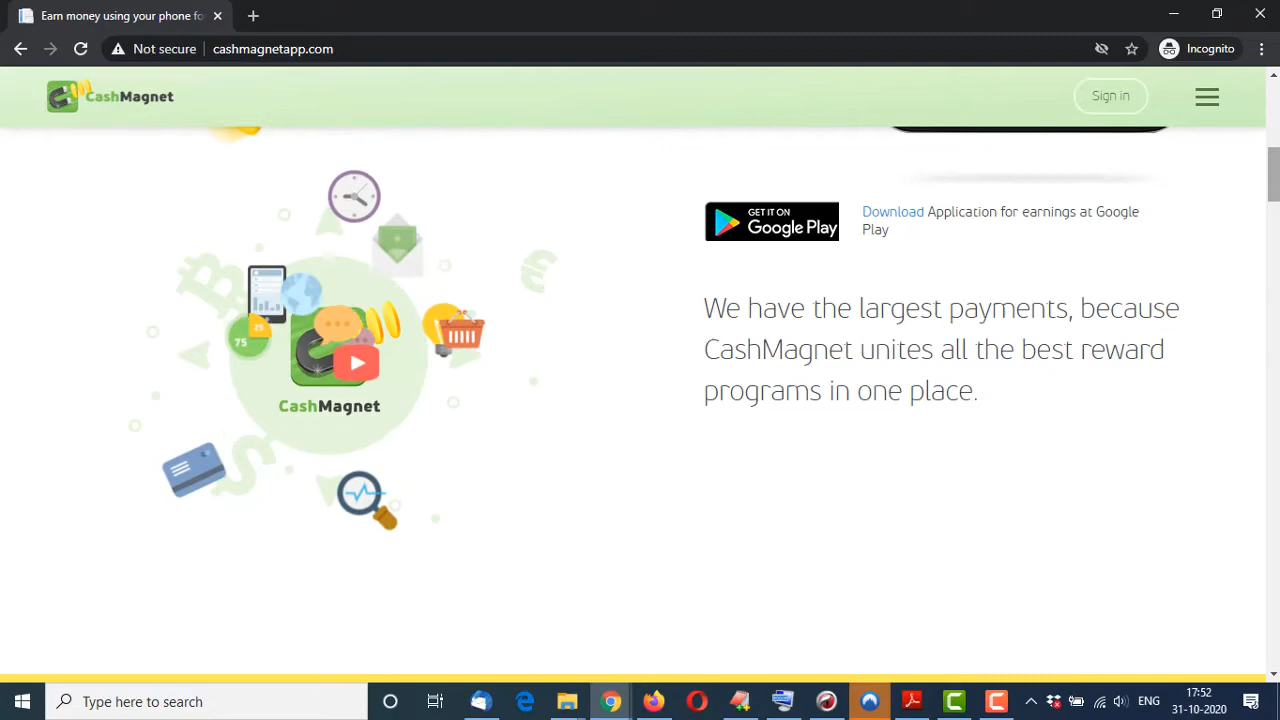 Earn money using your phone fo
Not secure
cashmagnetapp.com
Incognito
CashMagnet
Sign in
GET IT ON
Google Play
Download Application for earnings at Google
Play
We have the largest payments, because
CashMagnet unites all the best reward
programs in one place.
25
75
CashMagnet
Type here to search
ENG
17:52
31-10-2020